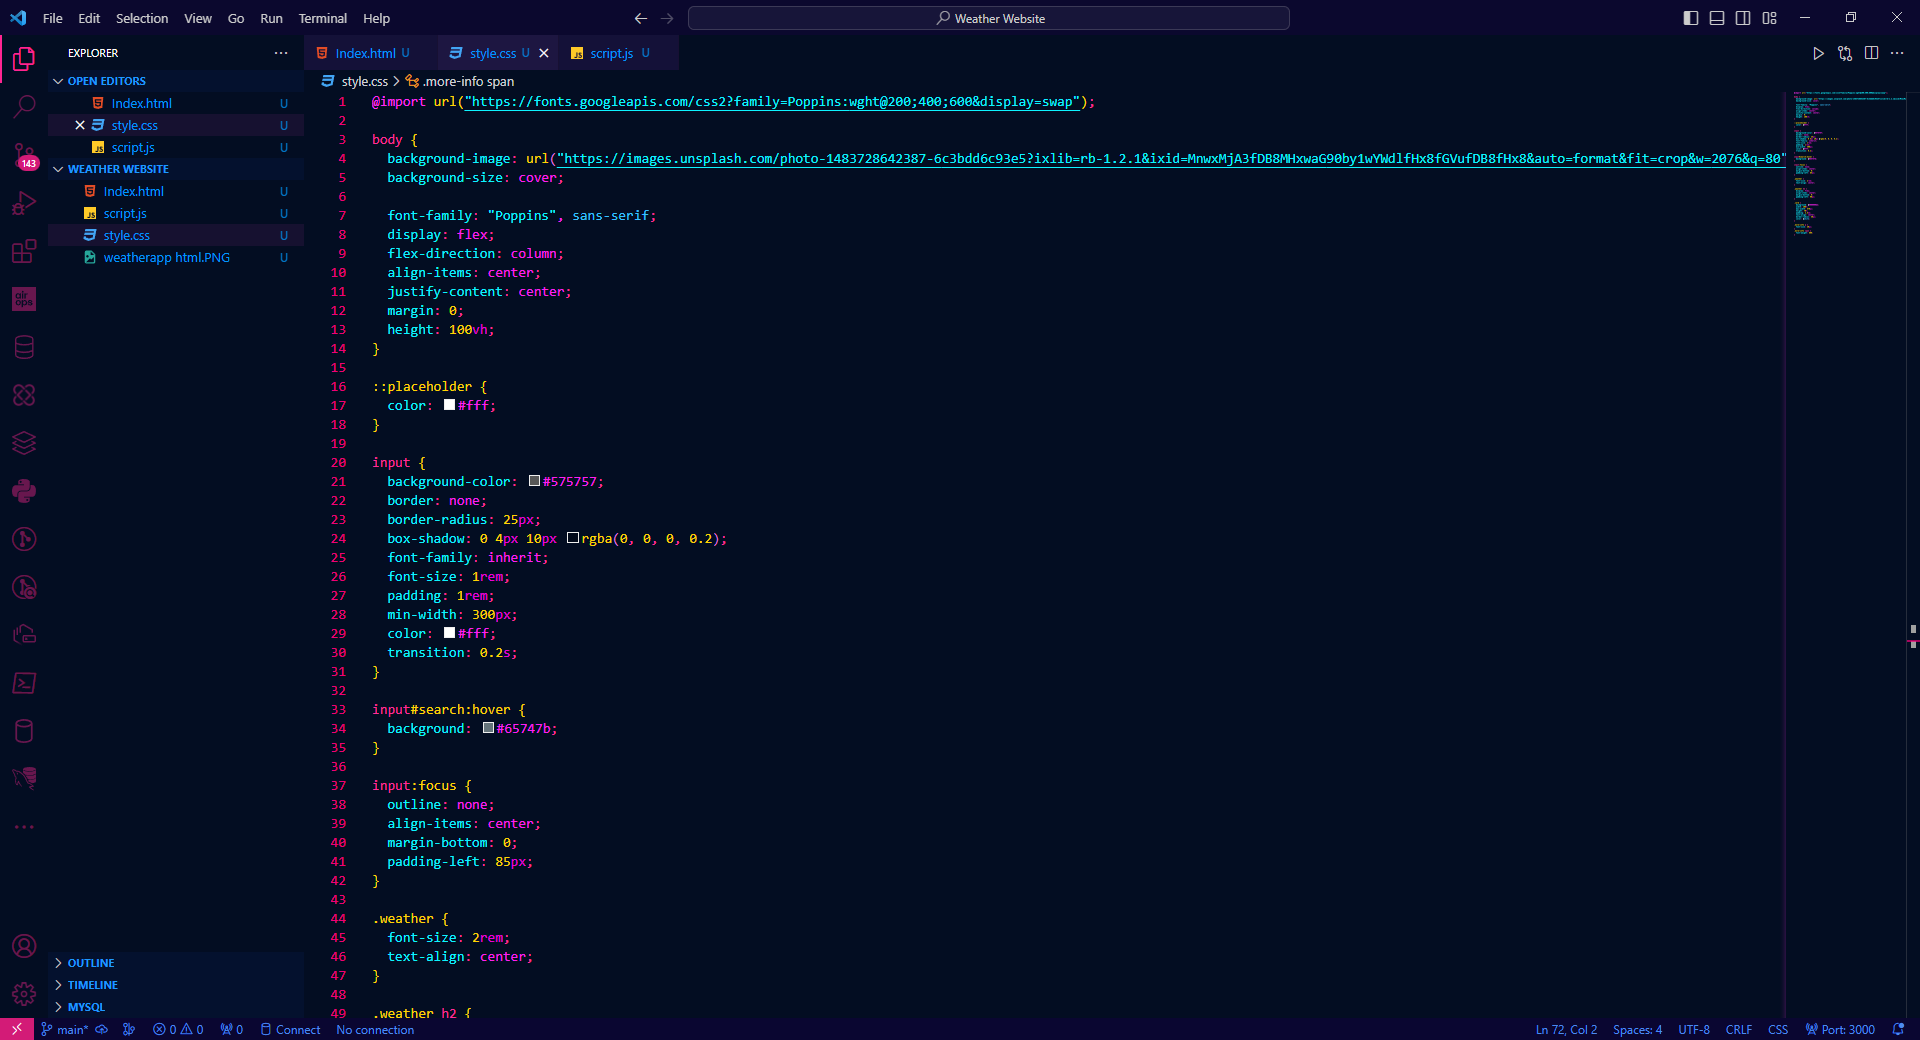 File Edit Selection View Go Run Terminal Help
Weather Website
EXPLORER
OPEN EDITORS
Index.html U
style.css U
script.js U
WEATHER WEBSITE
Index.html U
script.js U
style.css U
weatherapp html.PNG U
OUTLINE
TIMELINE
MYSQL
143
air ops
Index.html U
style.css U
script.js U
style.css > .more-info span
1 @import url("https://fonts.googleapis.com/css2?family=Poppins:wght@200;400;600&display=swap");
2
3 body {
4 background-image: url("https://images.unsplash.com/photo-1483728642387-6c3bdd6c93e5?ixlib=rb-1.2.1&ixid=MnwxMjA3fDB8MHxwaG90by1wYWdlfHx8fGVufDB8fHx8&auto=format&fit=crop&w=2076&q=80"
5 background-size: cover;
6
7 font-family: "Poppins", sans-serif;
8 display: flex;
9 flex-direction: column;
10 align-items: center;
11 justify-content: center;
12 margin: 0;
13 height: 100vh;
14 }
15
16 ::placeholder {
17 color: #fff;
18 }
19
20 input {
21 background-color: #575757;
22 border: none;
23 border-radius: 25px;
24 box-shadow: 0 4px 10px rgba(0, 0, 0, 0.2);
25 font-family: inherit;
26 font-size: 1rem;
27 padding: 1rem;
28 min-width: 300px;
29 color: #fff;
30 transition: 0.2s;
31 }
32
33 input#search:hover {
34 background: #65747b;
35 }
36
37 input:focus {
38 outline: none;
39 align-items: center;
40 margin-bottom: 0;
41 padding-left: 85px;
42 }
43
44 .weather {
45 font-size: 2rem;
46 text-align: center;
47 }
48
49 .weather h2 {
main* 0 0 0 Connect No connection
Ln 72, Col 2 Spaces: 4 UTF-8 CRLF CSS Port: 3000